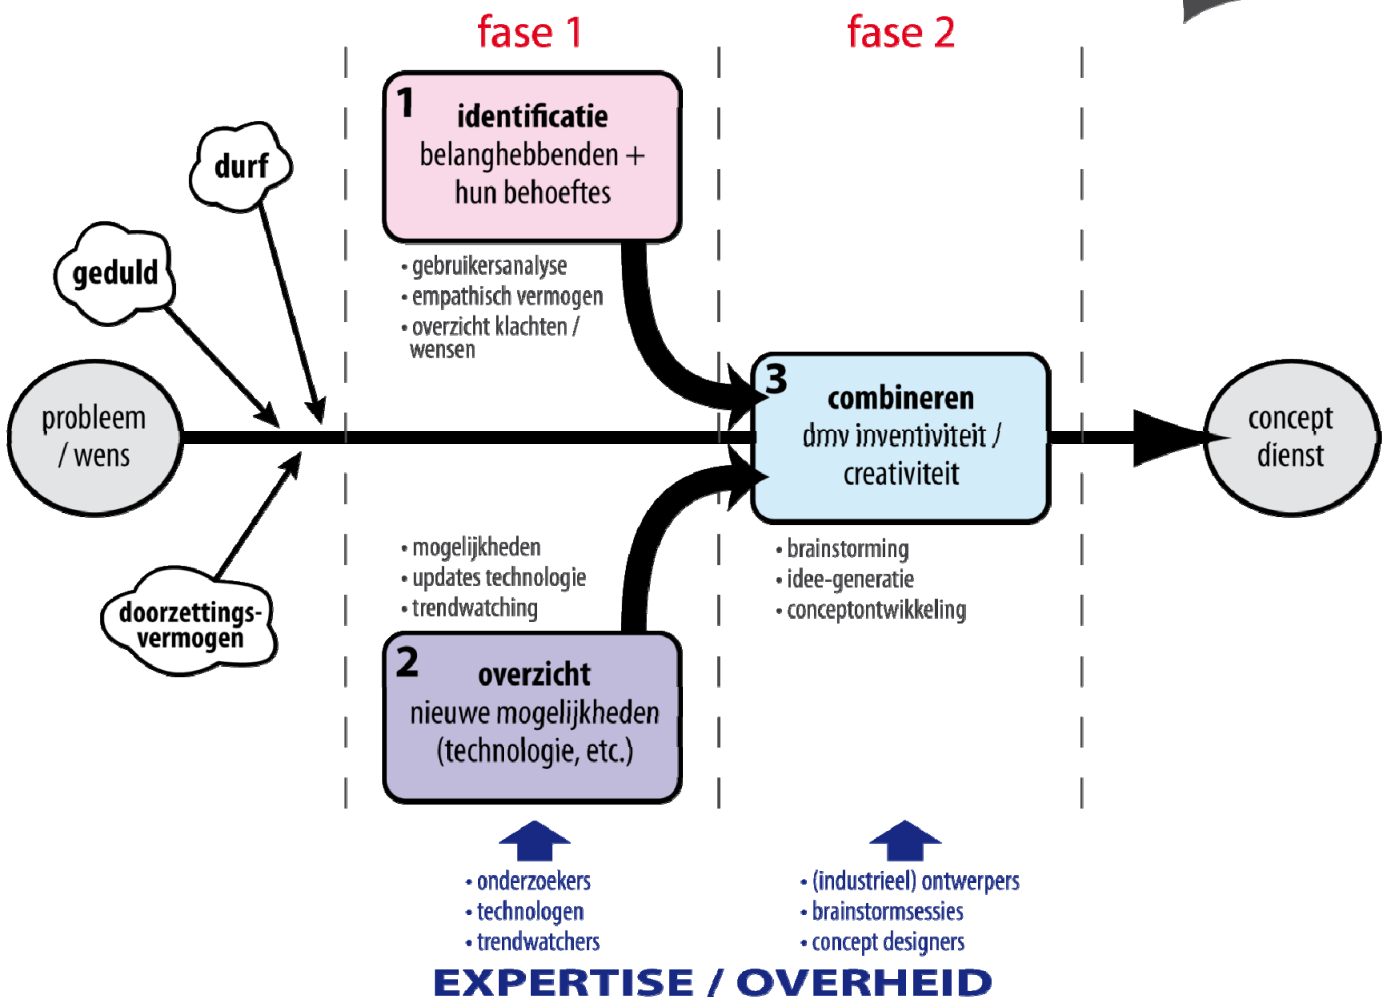 fase 1
fase 2
1
identificatie
belanghebbenden +
hun behoeftes
• gebruikersanalyse
• empathisch vermogen
• overzicht klachten /
wensen
durf
geduld
probleem
/ wens
doorzettings-
vermogen
• mogelijkheden
• updates technologie
• trendwatching
2
overzicht
nieuwe mogelijkheden
(technologie, etc.)
3
combineren
dmv inventiviteit /
creativiteit
• brainstorming
• idee-generatie
• conceptontwikkeling
concept
dienst
• onderzoekers
• technologen
• trendwatchers
• (industrieel) ontwerpers
• brainstormsessies
• concept designers
EXPERTISE / OVERHEID